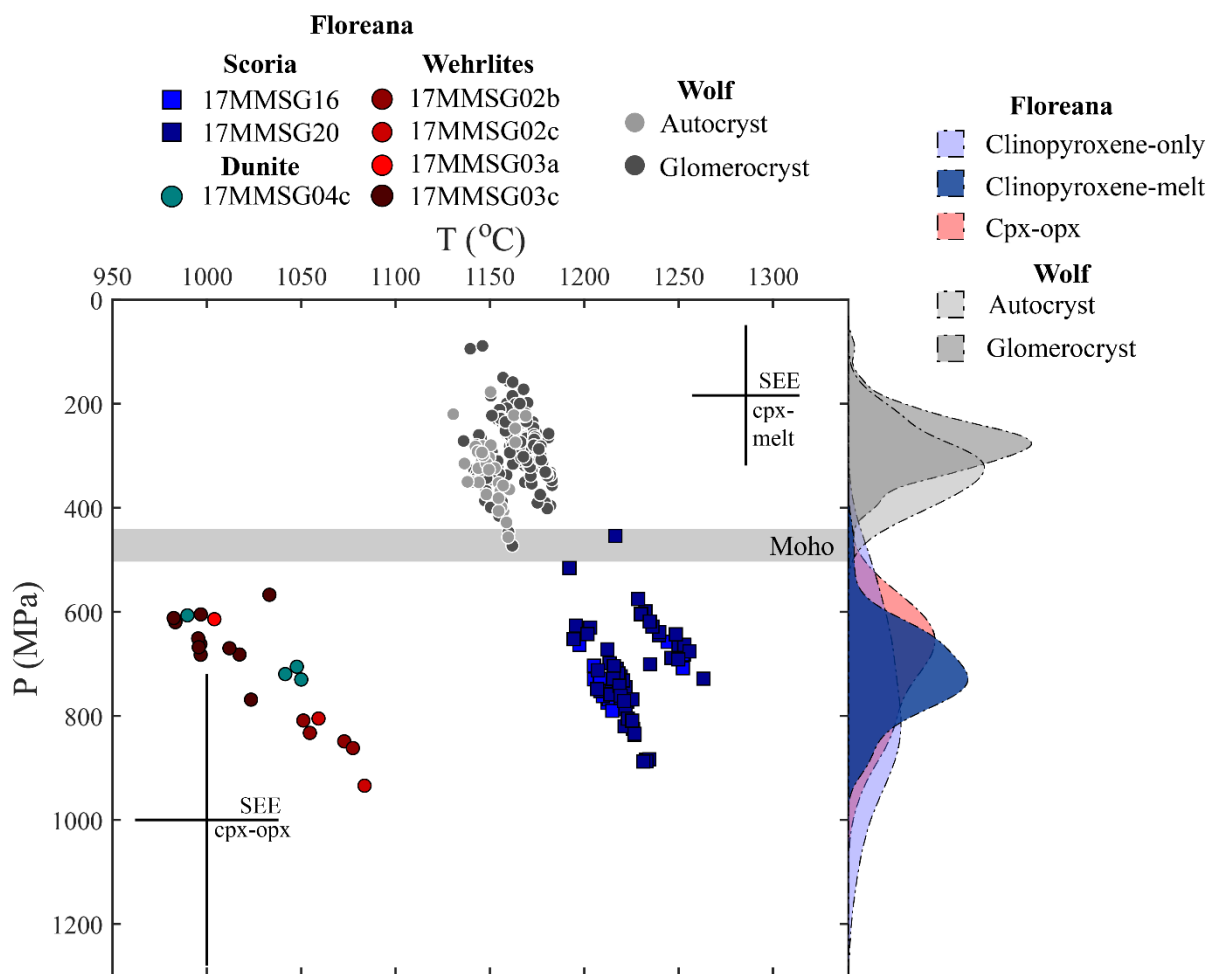 Floreana
Scoria
17MMSG16
17MMSG20
Dunite
17MMSG04c
Wehrlites
17MMSG02b
17MMSG02c
17MMSG03a
17MMSG03c
Wolf
Autocryst
Glomerocryst
Floreana
Clinopyroxene-only
Clinopyroxene-melt
Cpx-opx
Wolf
Autocryst
Glomerocryst
T (°C)
950 1000 1050 1100 1150 1200 1250 1300
P (MPa)
0
200
400
600
800
1000
1200
SEE
cpx-
melt
Moho
SEE
cpx-opx